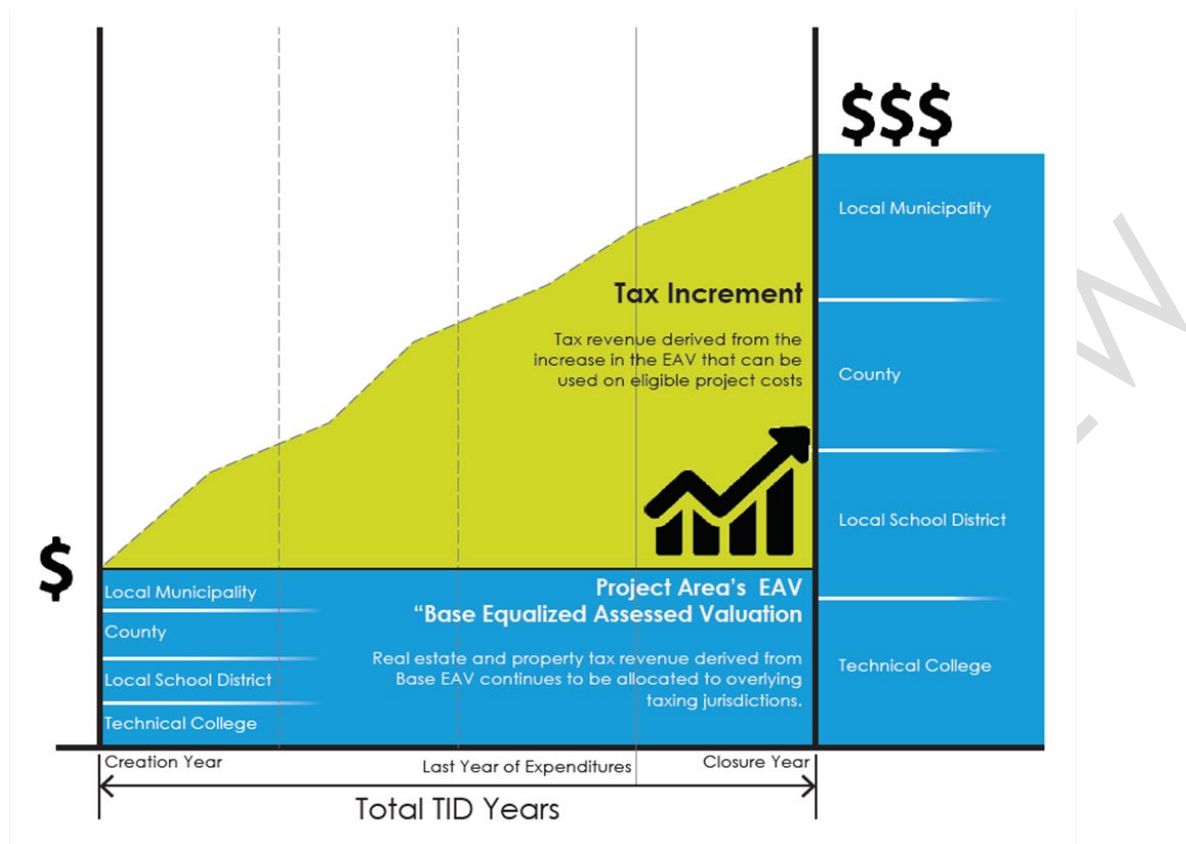 $$$
Local Municipality
County
Local School District
Technical College
Tax Increment
Tax revenue derived from the
increase in the EAV that can be
used on eligible project costs
$
Local Municipality
County
Local School District
Technical College
Project Area's EAV
“Base Equalized Assessed Valuation
Real estate and property tax revenue derived from
Base EAV continues to be allocated to overlying
taxing jurisdictions.
Creation Year
Last Year of Expenditures
Closure Year
Total TID Years